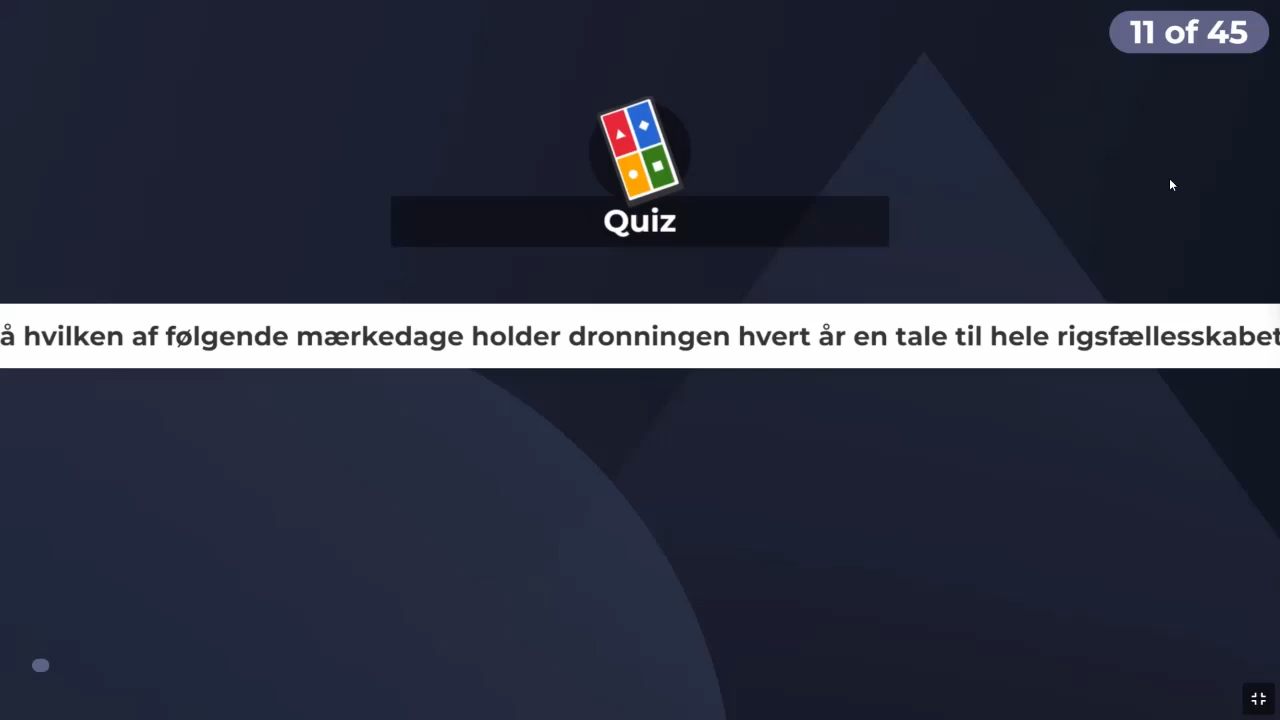 11 of 45
Quiz
å hvilken af følgende mærkedage holder dronningen hvert år en tale til hele rigsfællesskabet